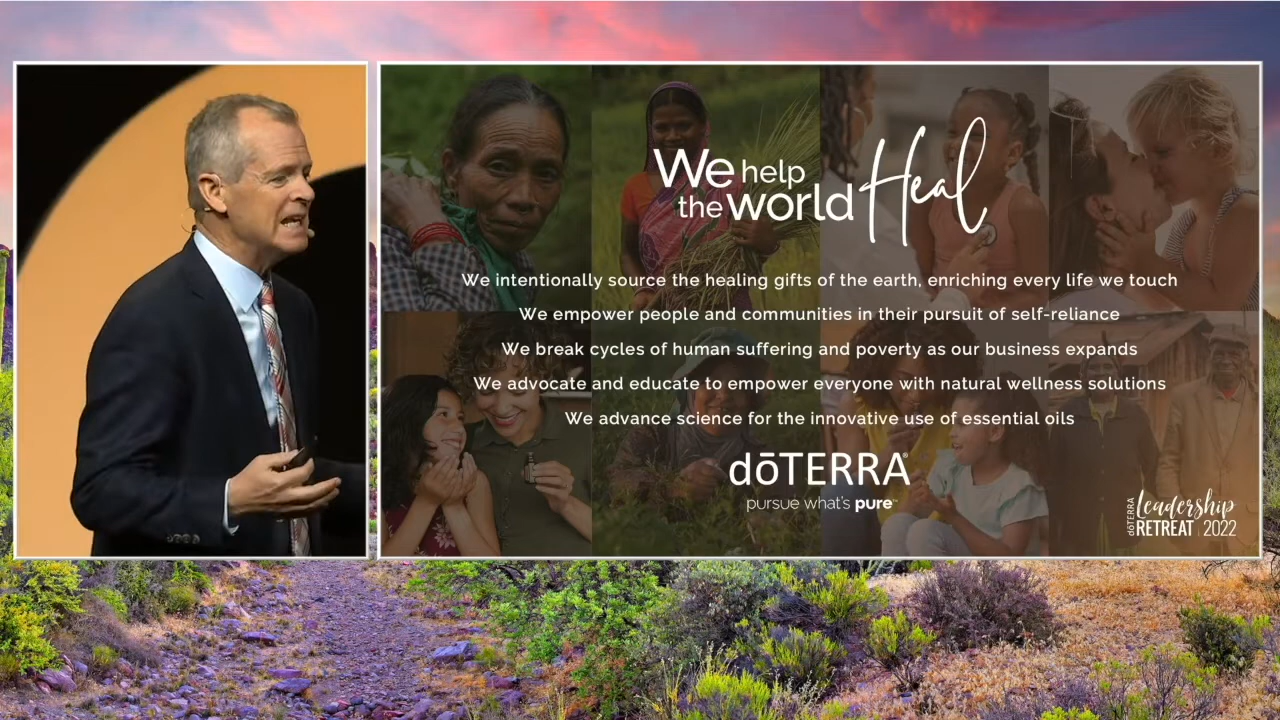 We help
the world Heal
We intentionally source the healing gifts of the earth, enriching every life we touch
We empower people and communities in their pursuit of self-reliance
We break cycles of human suffering and poverty as our business expands
We advocate and educate to empower everyone with natural wellness solutions
We advance science for the innovative use of essential oils
dōTERRA®
pursue what's pure™
dōTERRA
Leadership
RETREAT | 2022